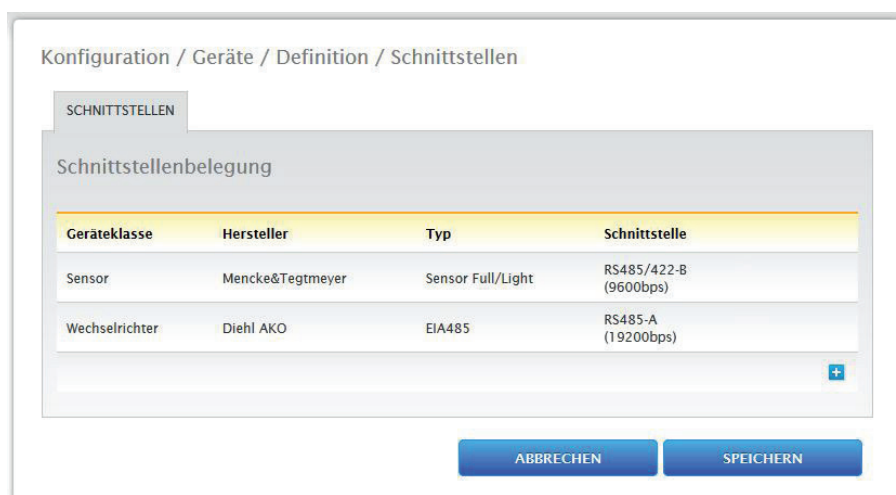 Konfiguration / Geräte / Definition / Schnittstellen
SCHNITTSTELLEN
Schnittstellenbelegung
Geräteklasse Hersteller Typ Schnittstelle
Sensor Mencke&Tegtmeyer Sensor Full/Light RS485/422-B
(9600bps)
Wechselrichter Diehl AKO EIA485 RS485-A
(19200bps)
+
ABBRECHEN SPEICHERN